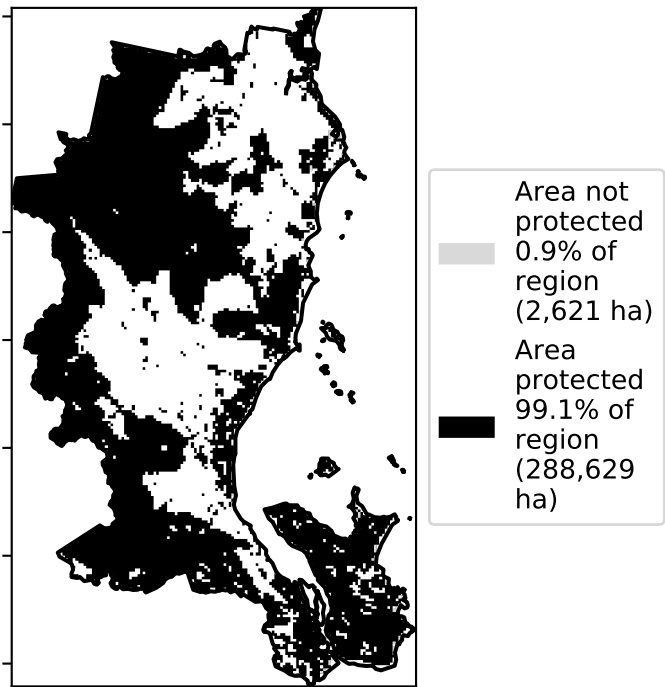 Area not
protected
0.9% of
region
(2,621 ha)
Area
protected
99.1% of
region
(288,629
ha)